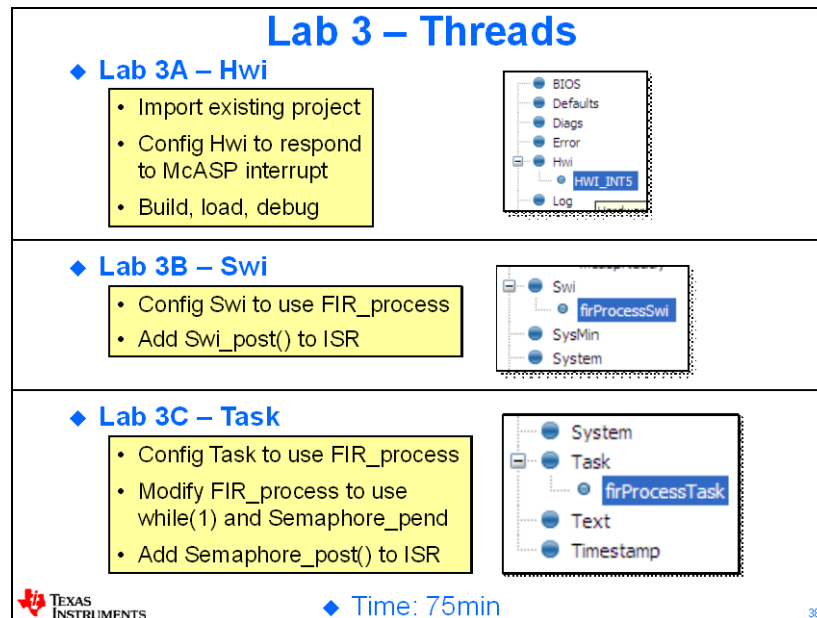 Lab 3 – Threads
◆ Lab 3A – Hwi
• Import existing project
• Config Hwi to respond
to McASP interrupt
• Build, load, debug
BIOS
Defaults
Diags
Error
Hwi
HWI_INT5
Log
◆ Lab 3B – Swi
• Config Swi to use FIR_process
• Add Swi_post() to ISR
Swi
firProcessSwi
SysMin
System
◆ Lab 3C – Task
• Config Task to use FIR_process
• Modify FIR_process to use
while(1) and Semaphore_pend
• Add Semaphore_post() to ISR
System
Task
firProcessTask
Text
Timestamp
TEXAS
INSTRUMENTS
◆ Time: 75min